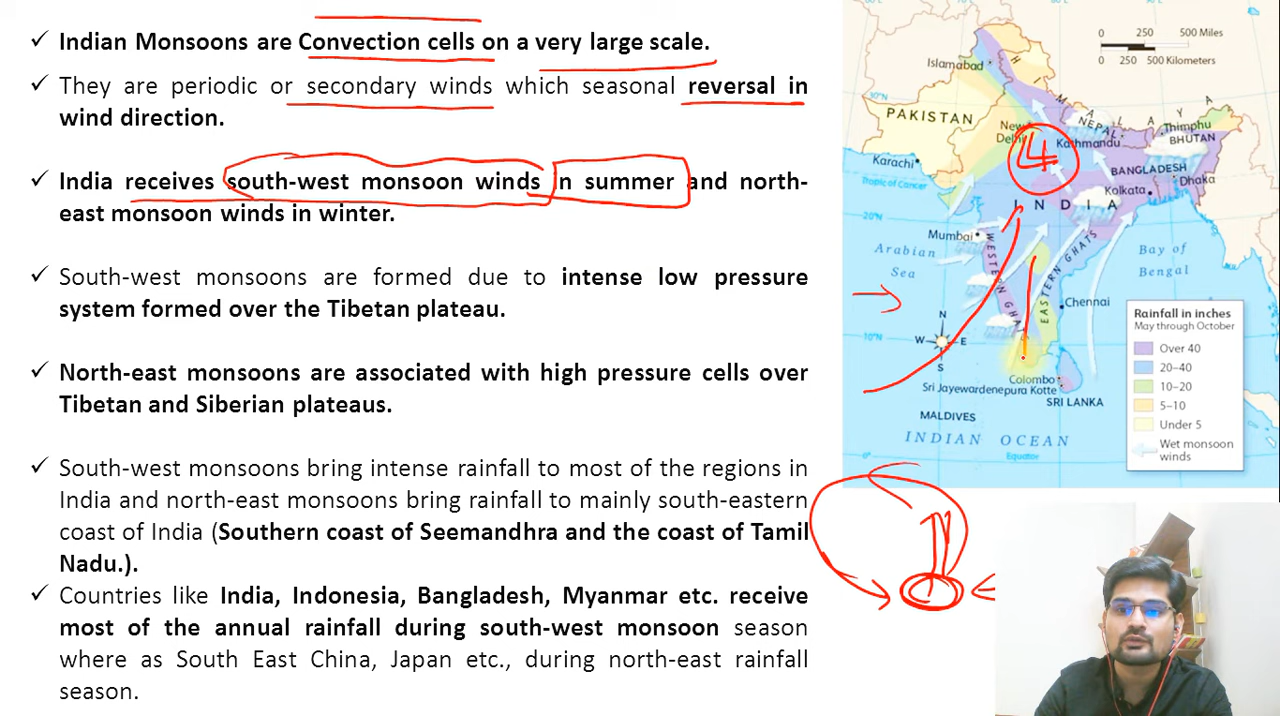 ✓ Indian Monsoons are Convection cells on a very large scale.
✓ They are periodic or secondary winds which seasonal reversal in
wind direction.
✓ India receives south-west monsoon winds in summer and north-
east monsoon winds in winter.
✓ South-west monsoons are formed due to intense low pressure
system formed over the Tibetan plateau.
✓ North-east monsoons are associated with high pressure cells over
Tibetan and Siberian plateaus.
✓ South-west monsoons bring intense rainfall to most of the regions in
India and north-east monsoons bring rainfall to mainly south-eastern
coast of India (Southern coast of Seemandhra and the coast of Tamil
Nadu.).
✓ Countries like India, Indonesia, Bangladesh, Myanmar etc. receive
most of the annual rainfall during south-west monsoon season
where as South East China, Japan etc., during north-east rainfall
season.
0 250 500 Miles
0 250 500 Kilometers
Islamabad
HIMALAYA
30°N
PAKISTAN
New
Delhi
NEPAL
Kathmandu
Thimphu
BHUTAN
Karachi
BANGLADESH
Dhaka
Tropic of Cancer
Kolkata
INDIA
20°N
Mumbai
Arabian
Sea
WESTERN GHATS
EASTERN GHATS
Bay of
Bengal
Chennai
10°N
N
W E
S
Colombo
Sri Jayewardenepura Kotte
SRI LANKA
MALDIVES
INDIAN OCEAN
0°
Equator
Rainfall in inches
May through October
Over 40
20–40
10–20
5–10
Under 5
Wet monsoon
winds